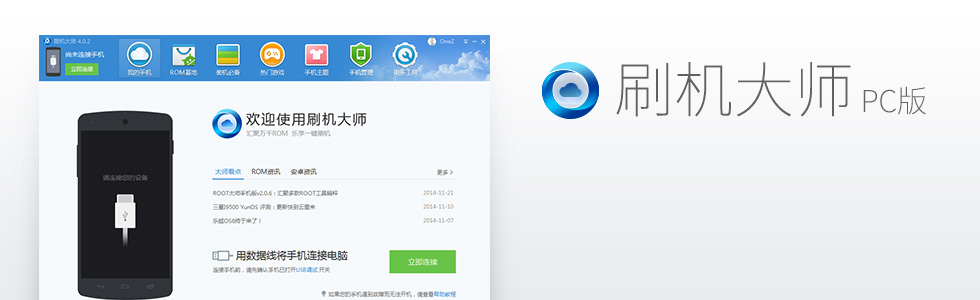 刷机大师 4.0.2
OneZ
尚未连接手机
立即连接
我的手机
ROM基地
装机必备
热门游戏
手机主题
手机管理
更多工具
刷机大师 PC版
欢迎使用刷机大师
汇聚万千ROM 乐享一键刷机
请连接您的设备
大师看点 ROM资讯 安卓资讯 更多 >
ROOT大师手机版v2.0.6：汇聚多款ROOT工具精粹 2014-11-21
三星I9500 YunOS 评测：更新快到云里来 2014-11-10
乐蛙OS6终于来了！ 2014-11-07
用数据线将手机连接电脑
连接手机前，请先确认手机已打开USB调试 开关
立即连接
如果您的手机遇到故障而无法开机，请查看帮助教程